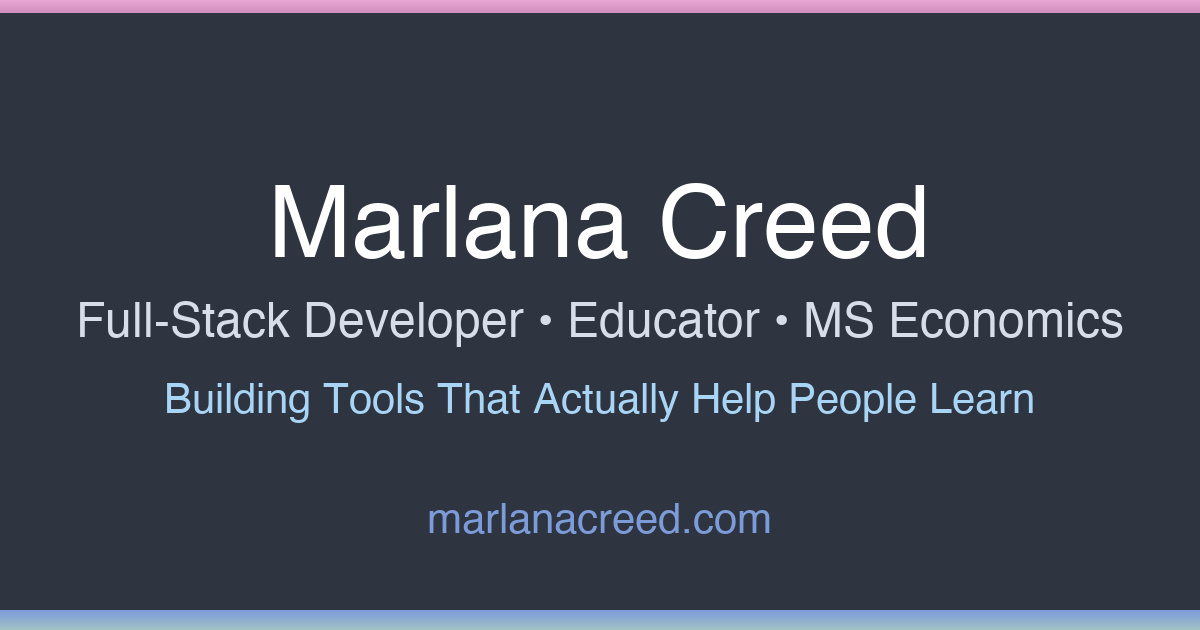 Marlana Creed
Full-Stack Developer • Educator • MS Economics
Building Tools That Actually Help People Learn
marlanacreed.com